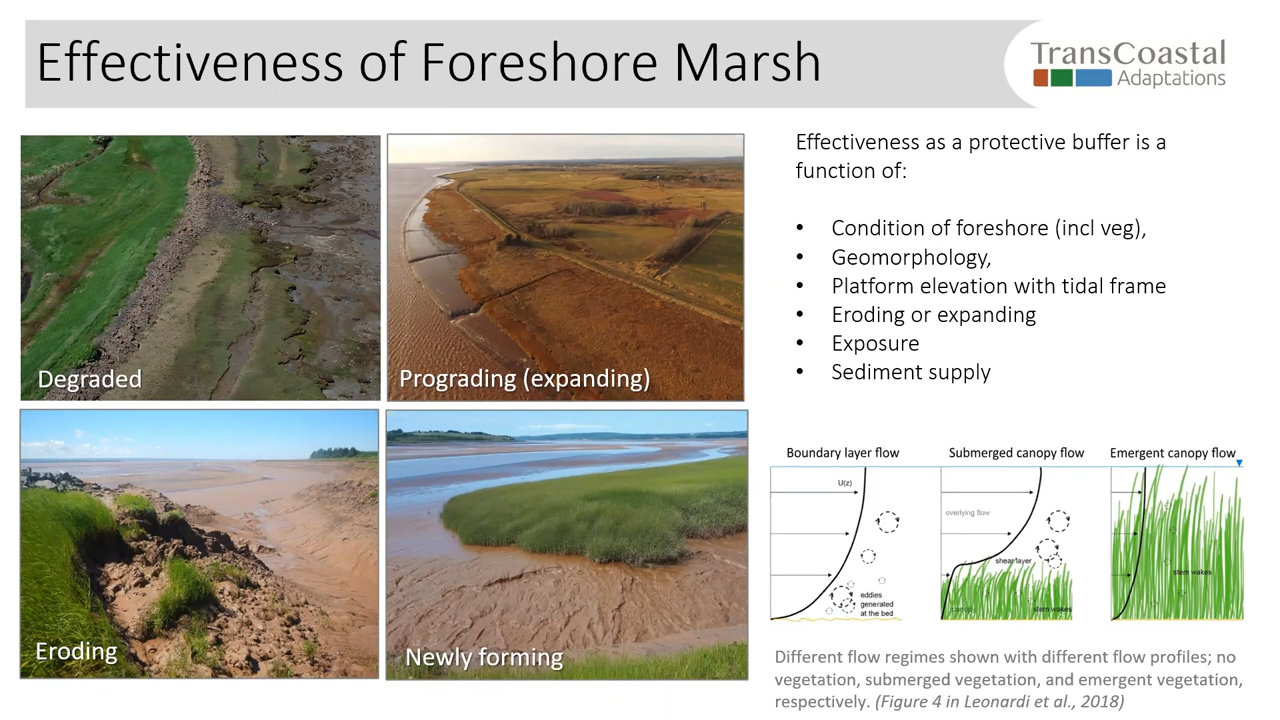 Effectiveness of Foreshore Marsh
TransCoastal
Adaptations
Degraded
Prograding (expanding)
Eroding
Newly forming
Effectiveness as a protective buffer is a
function of:
• Condition of foreshore (incl veg),
• Geomorphology,
• Platform elevation with tidal frame
• Eroding or expanding
• Exposure
• Sediment supply
Boundary layer flow
U(z)
eddies
generated
at the bed
Submerged canopy flow
overlying flow
shear layer
canopy
stem wakes
Emergent canopy flow
stem wakes
Different flow regimes shown with different flow profiles; no
vegetation, submerged vegetation, and emergent vegetation,
respectively. (Figure 4 in Leonardi et al., 2018)